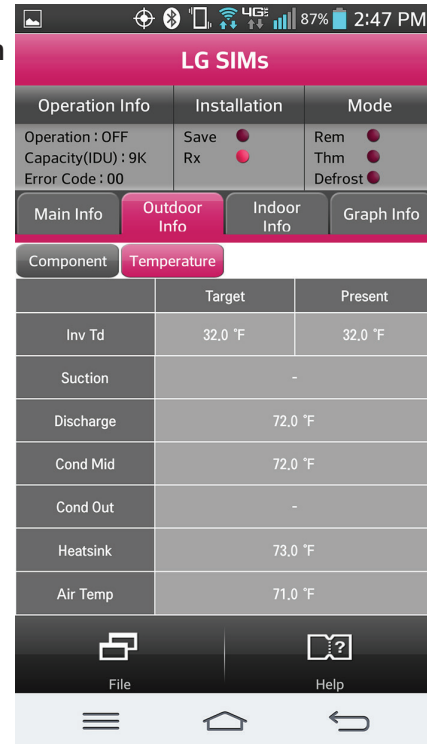 4G LTE 87% 2:47 PM
LG SIMs
Operation Info Installation Mode
Operation : OFF Save Rem
Capacity(IDU) : 9K Rx Thm
Error Code : 00 Defrost
Main Info Outdoor Info Indoor Info Graph Info
Component Temperature
Target Present
Inv Td 32.0 °F 32.0 °F
Suction -
Discharge 72.0 °F
Cond Mid 72.0 °F
Cond Out -
Heatsink 73.0 °F
Air Temp 71.0 °F
?
File Help